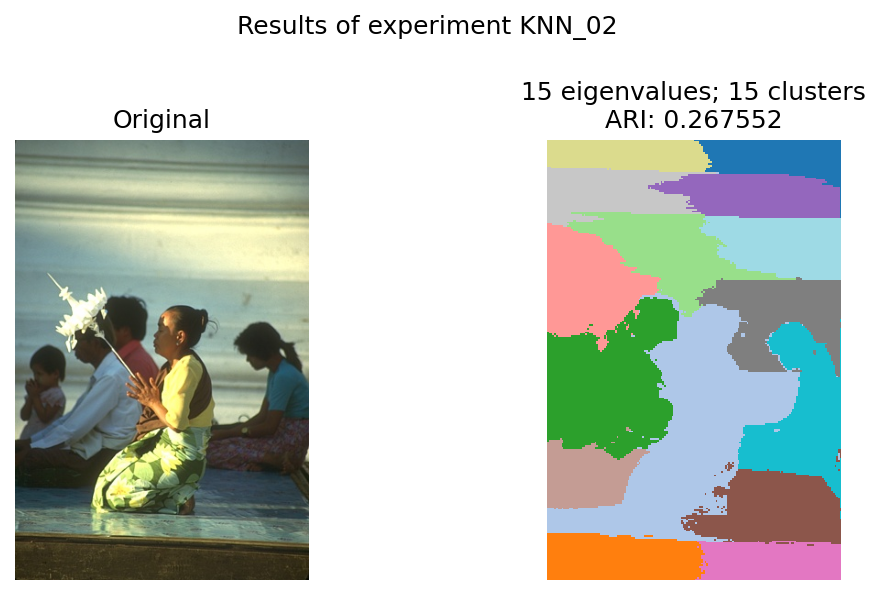 Results of experiment KNN_02
Original
15 eigenvalues; 15 clusters
ARI: 0.267552